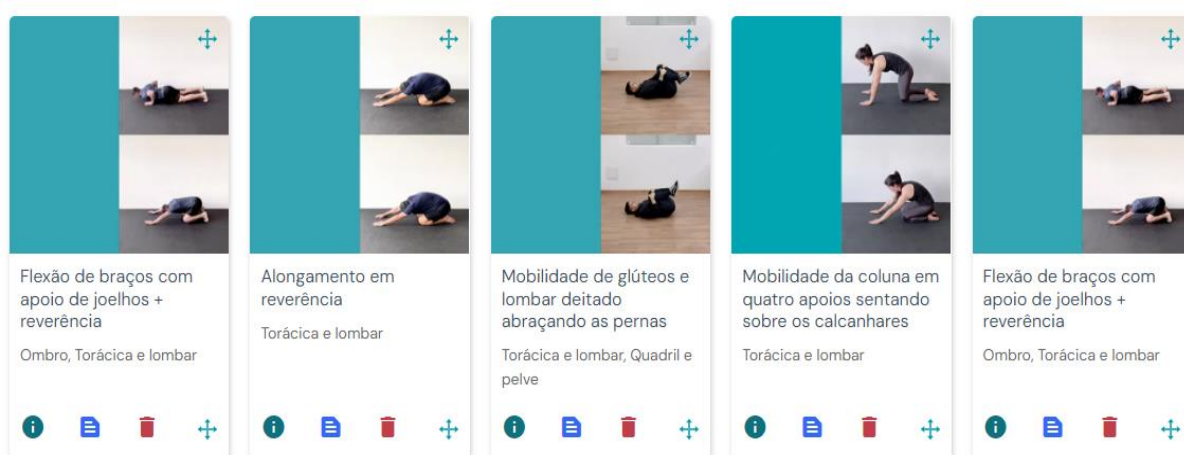 Flexão de braços com
apoio de joelhos +
reverência
Ombro, Torácica e lombar
Alongamento em
reverência
Torácica e lombar
Mobilidade de glúteos e
lombar deitado
abraçando as pernas
Torácica e lombar, Quadril e
pelve
Mobilidade da coluna em
quatro apoios sentando
sobre os calcanhares
Torácica e lombar
Flexão de braços com
apoio de joelhos +
reverência
Ombro, Torácica e lombar